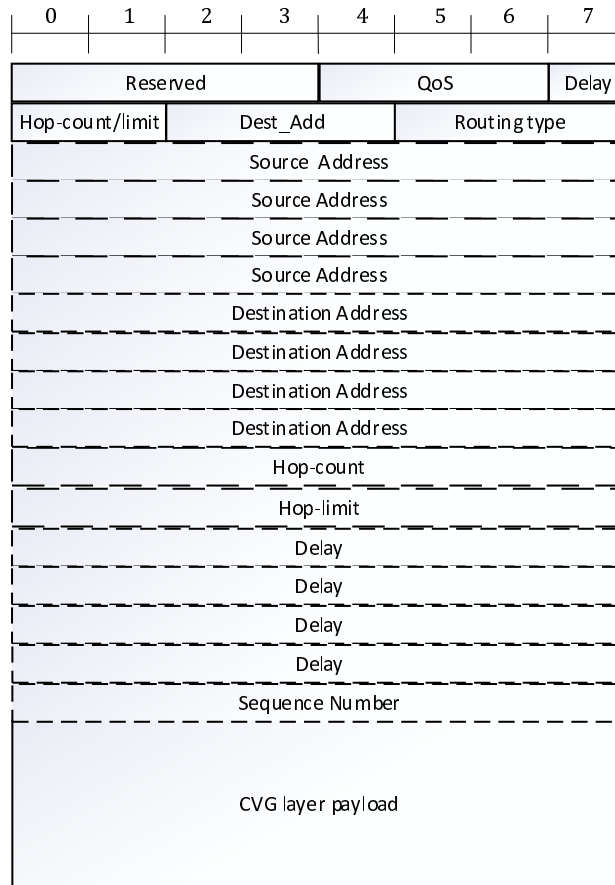 0 1 2 3 4 5 6 7
Reserved QoS Delay
Hop-count/limit Dest_Add Routing type
Source Address
Source Address
Source Address
Source Address
Destination Address
Destination Address
Destination Address
Destination Address
Hop-count
Hop-limit
Delay
Delay
Delay
Delay
Sequence Number
CVG layer payload